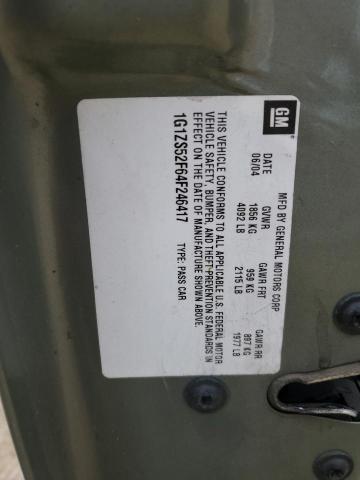 GM
MFD BY GENERAL MOTORS CORP
DATE GVWR GAWR FRT GAWR RR
06/04 1856 KG 959 KG 897 KG
4092 LB 2115 LB 1977 LB
THIS VEHICLE CONFORMS TO ALL APPLICABLE U.S. FEDERAL MOTOR
VEHICLE SAFETY, BUMPER, AND THEFT PREVENTION STANDARDS IN
EFFECT ON THE DATE OF MANUFACTURE SHOWN ABOVE.
1G1ZS52F64F246417 TYPE: PASS CAR